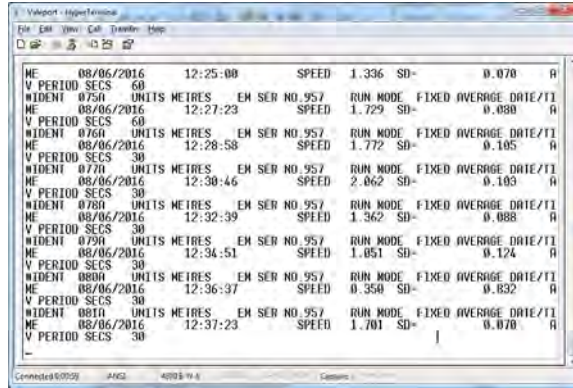 Valeport - HyperTerminal
File Edit View Call Transfer Help
ME 08/06/2016 12:25:00 SPEED 1.336 SD= 0.070 A
V PERIOD SECS 60
#IDENT 075A UNITS METRES EM SER NO.957 RUN MODE FIXED AVERAGE DATE/TI
ME 08/06/2016 12:27:23 SPEED 1.729 SD= 0.080 A
V PERIOD SECS 60
#IDENT 076A UNITS METRES EM SER NO.957 RUN MODE FIXED AVERAGE DATE/TI
ME 08/06/2016 12:28:58 SPEED 1.772 SD= 0.105 A
V PERIOD SECS 30
#IDENT 077A UNITS METRES EM SER NO.957 RUN MODE FIXED AVERAGE DATE/TI
ME 08/06/2016 12:30:46 SPEED 2.062 SD= 0.103 A
V PERIOD SECS 30
#IDENT 078A UNITS METRES EM SER NO.957 RUN MODE FIXED AVERAGE DATE/TI
ME 08/06/2016 12:32:39 SPEED 1.362 SD= 0.088 A
V PERIOD SECS 30
#IDENT 079A UNITS METRES EM SER NO.957 RUN MODE FIXED AVERAGE DATE/TI
ME 08/06/2016 12:34:51 SPEED 1.051 SD= 0.124 A
V PERIOD SECS 30
#IDENT 080A UNITS METRES EM SER NO.957 RUN MODE FIXED AVERAGE DATE/TI
ME 08/06/2016 12:36:37 SPEED 0.350 SD= 0.832 A
V PERIOD SECS 30
#IDENT 081A UNITS METRES EM SER NO.957 RUN MODE FIXED AVERAGE DATE/TI
ME 08/06/2016 12:37:23 SPEED 1.701 SD= 0.070 A
V PERIOD SECS 30
Connected 0:00:59 ANSI